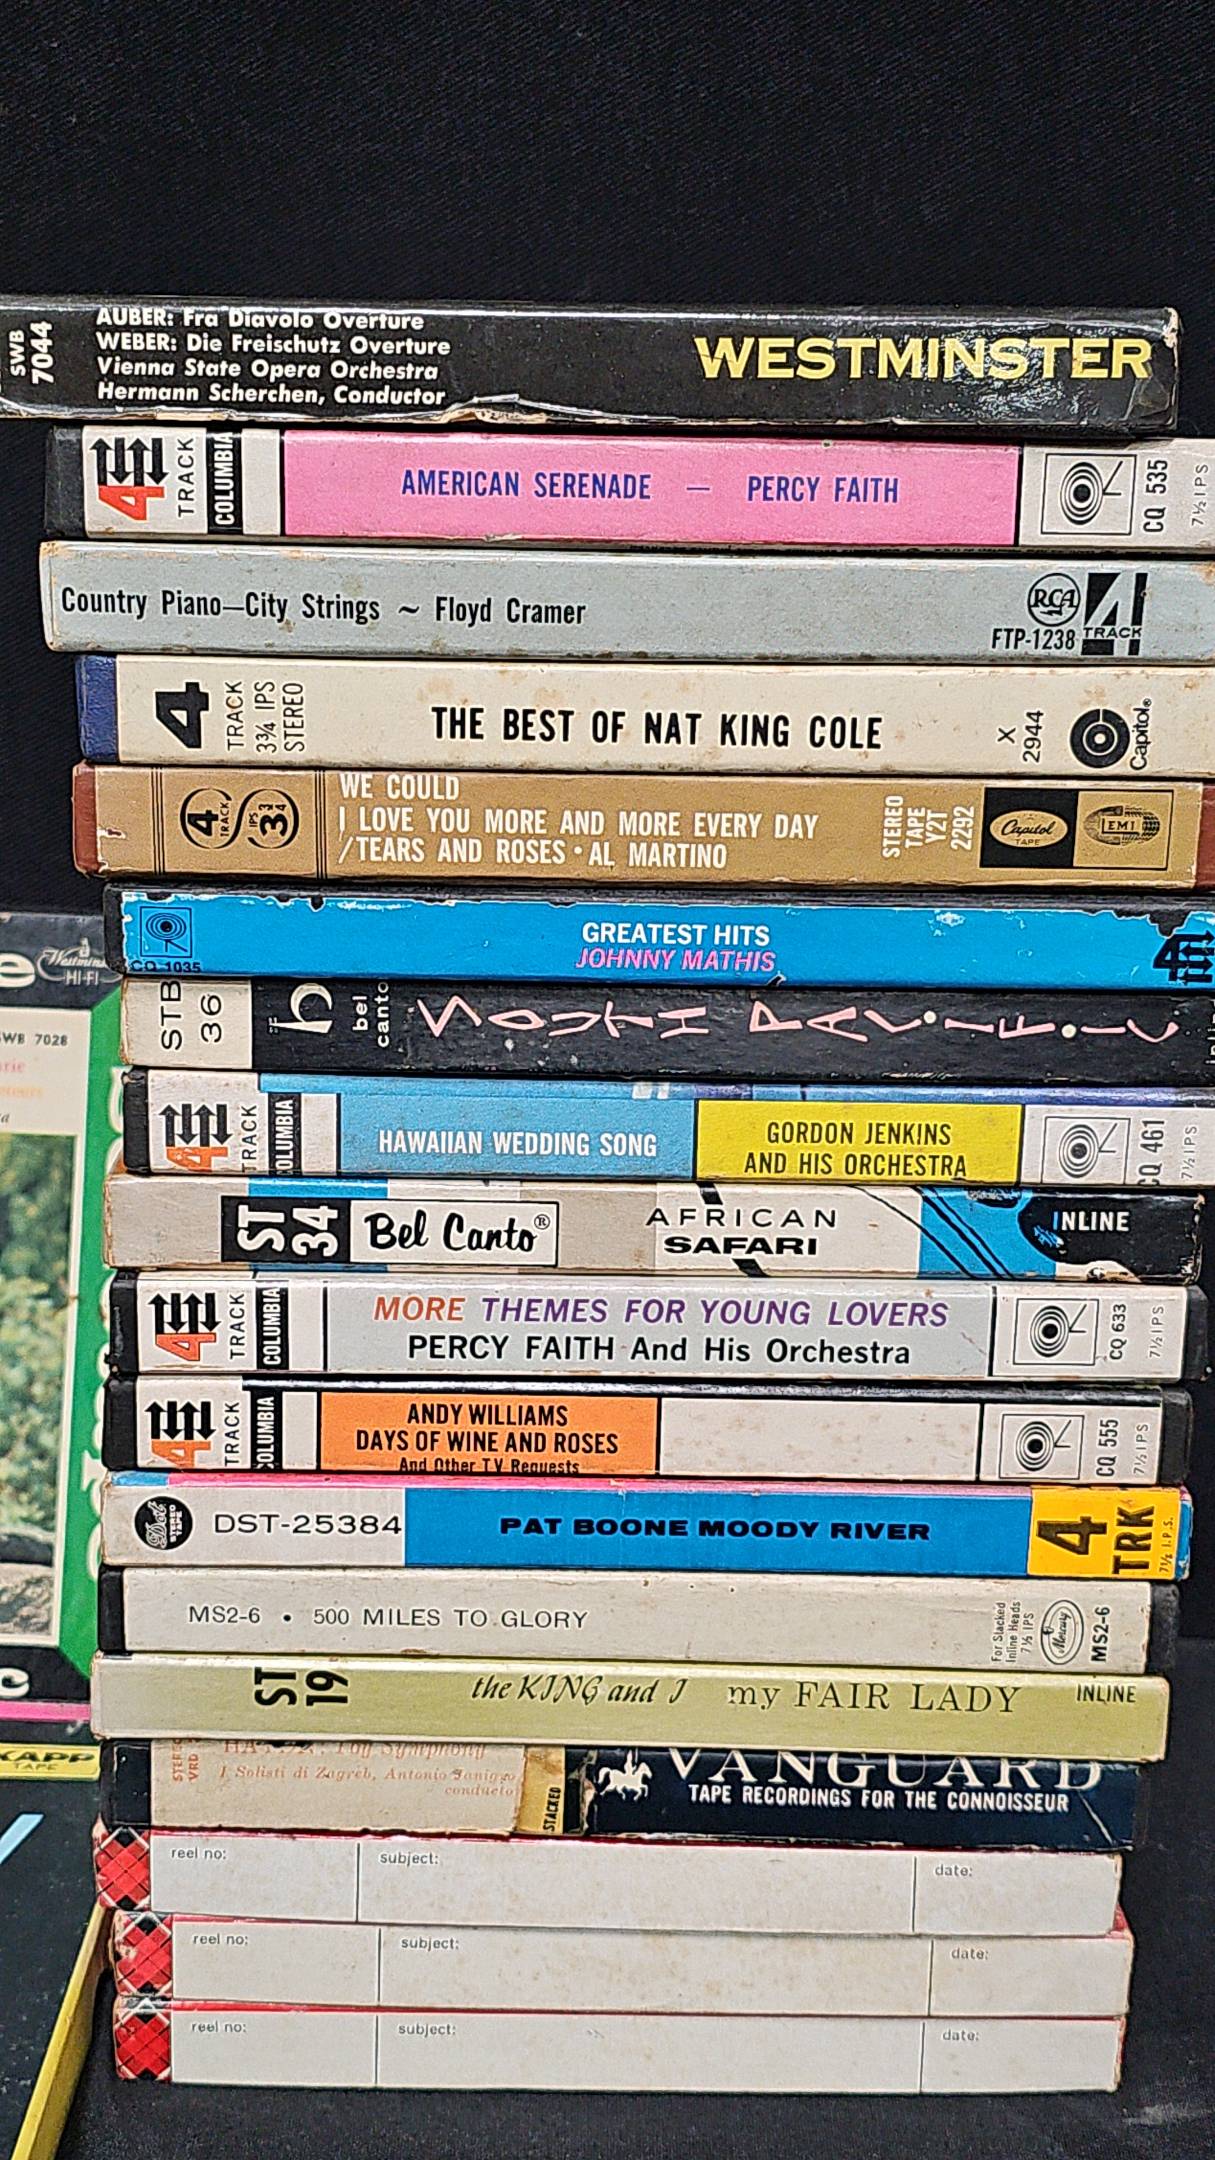 SWB
7044
AUBER: Fra Diavolo Overture
WEBER: Die Freischutz Overture
Vienna State Opera Orchestra
Hermann Scherchen, Conductor
WESTMINSTER
4
TRACK
COLUMBIA
AMERICAN SERENADE — PERCY FAITH
CQ 535
7½ IPS
Country Piano—City Strings ~ Floyd Cramer
RCA
FTP-1238
4
TRACK
4
TRACK
3¾ IPS
STEREO
THE BEST OF NAT KING COLE
X
2944
Capitol®
4
TRACK
IPS
3¾
WE COULD
I LOVE YOU MORE AND MORE EVERY DAY
/TEARS AND ROSES • AL MARTINO
STEREO
TAPE
Y2T
2292
Capitol
TAPE
EMI
CQ 1035
GREATEST HITS
JOHNNY MATHIS
4
Westminster
HI-FI
SWB 7028
STB
36
b
bel
canto
SOUTH PACIFIC
inline
4
TRACK
COLUMBIA
HAWAIIAN WEDDING SONG
GORDON JENKINS
AND HIS ORCHESTRA
CQ 461
7½ IPS
ST
34
Bel Canto®
AFRICAN
SAFARI
INLINE
4
TRACK
COLUMBIA
MORE THEMES FOR YOUNG LOVERS
PERCY FAITH And His Orchestra
CQ 633
7½ IPS
4
TRACK
COLUMBIA
ANDY WILLIAMS
DAYS OF WINE AND ROSES
And Other TV Requests
CQ 555
7½ IPS
Dot
DST-25384
PAT BOONE MOODY RIVER
4
TRK
7½ I.P.S.
MS2-6 • 500 MILES TO GLORY
For Stacked
Inline Heads
7½ IPS
Mercury
MS2-6
ST
19
the KING and I my FAIR LADY
INLINE
KAPP
TAPE
STEREO
VRD
HAYDN: Toy Symphony
I Solisti di Zagreb, Antonio Janigro
conductor
STACKED
VANGUARD
TAPE RECORDINGS FOR THE CONNOISSEUR
reel no: subject: date:
reel no: subject: date:
reel no: subject: date: